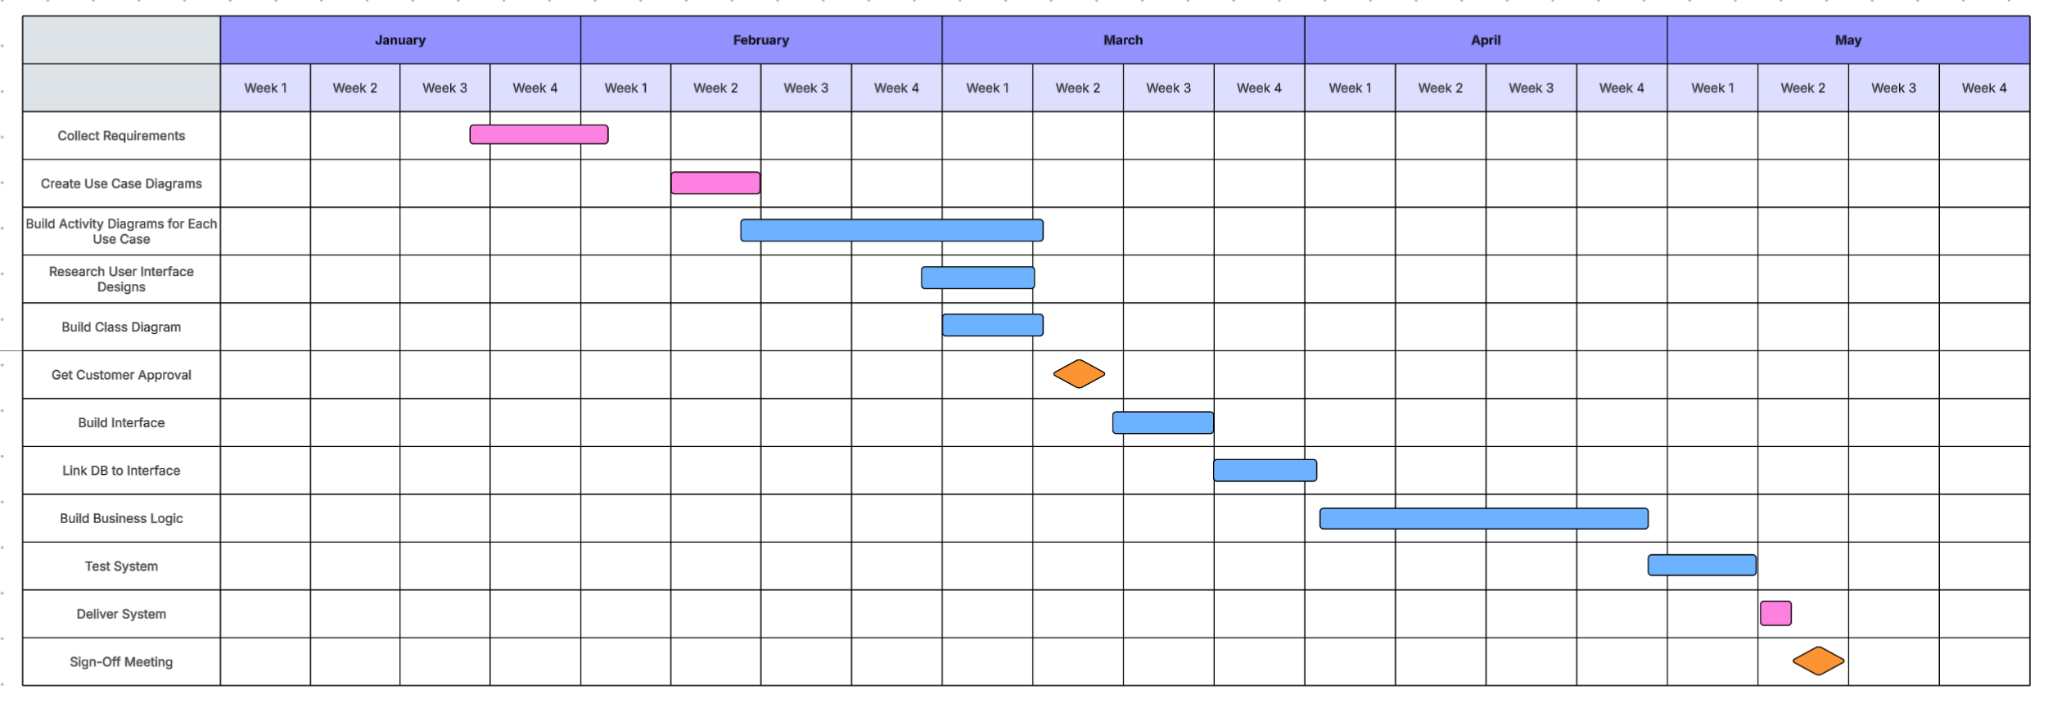 January February March April May
Week 1 Week 2 Week 3 Week 4 Week 1 Week 2 Week 3 Week 4 Week 1 Week 2 Week 3 Week 4 Week 1 Week 2 Week 3 Week 4 Week 1 Week 2 Week 3 Week 4
Collect Requirements
Create Use Case Diagrams
Build Activity Diagrams for Each
Use Case
Research User Interface
Designs
Build Class Diagram
Get Customer Approval
Build Interface
Link DB to Interface
Build Business Logic
Test System
Deliver System
Sign-Off Meeting